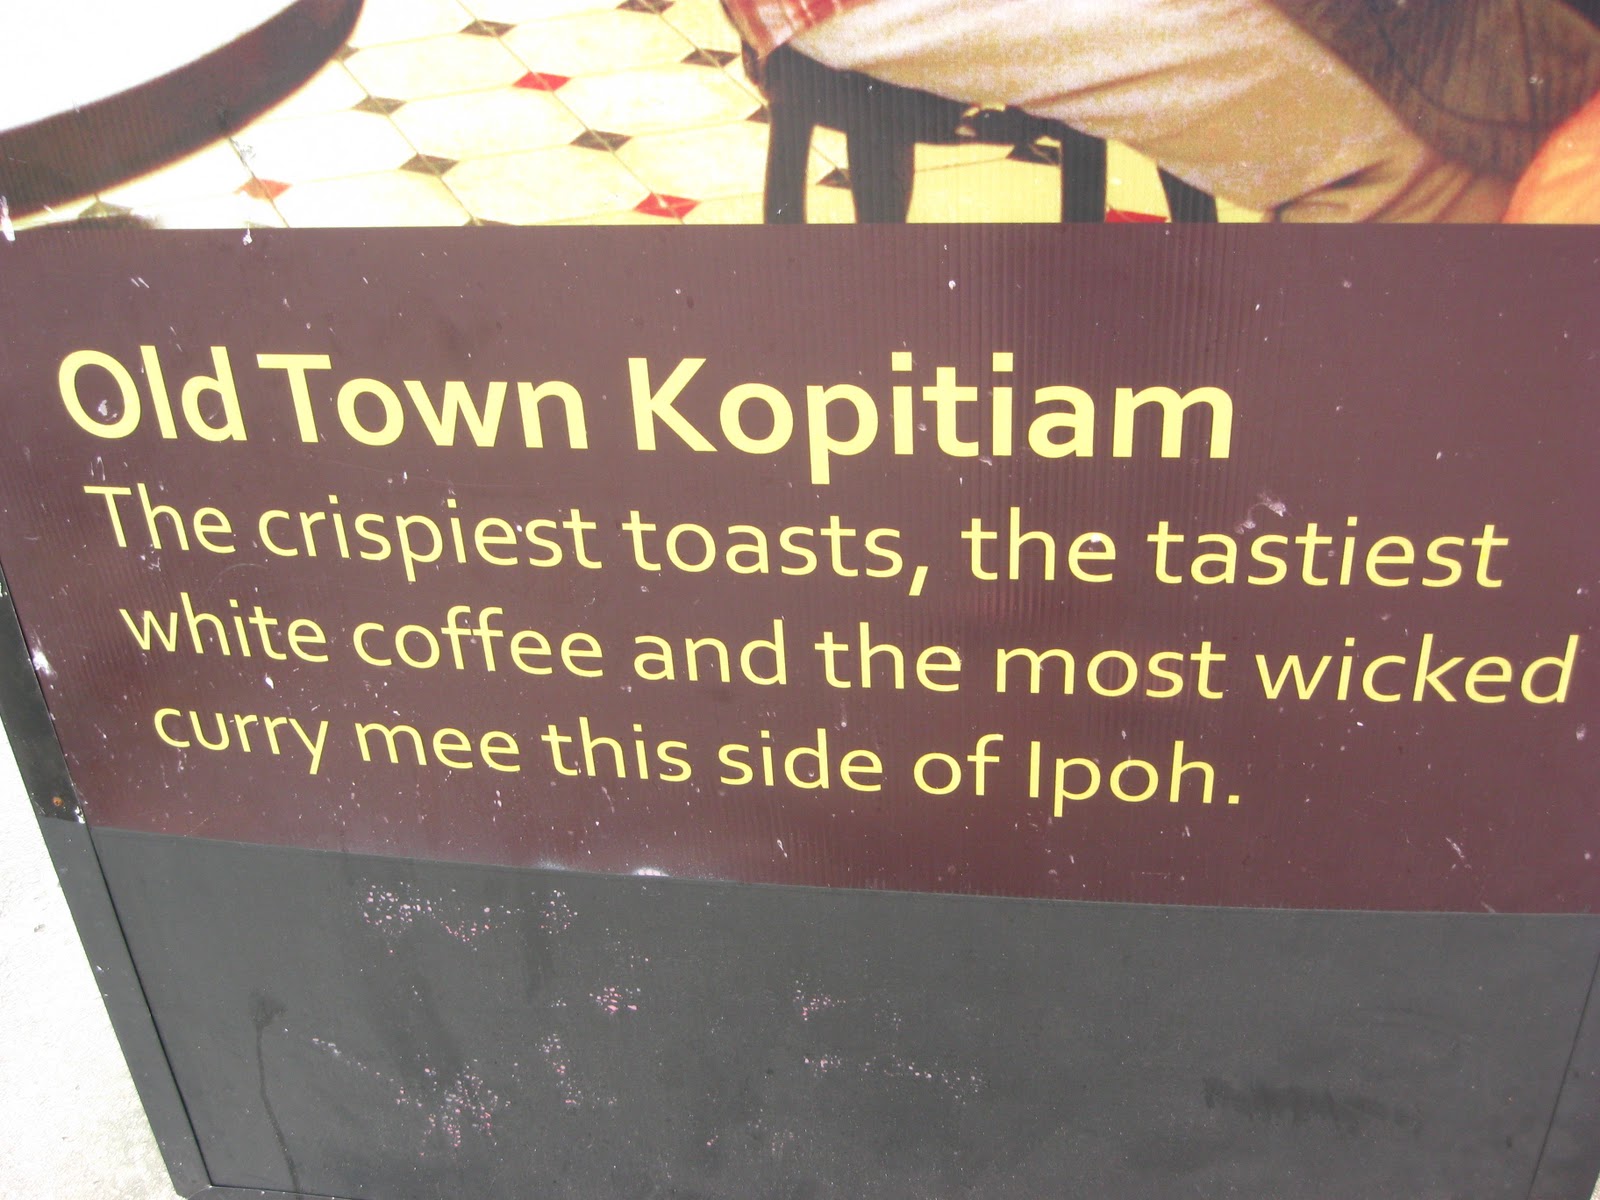 Old Town Kopitiam
The crispiest toasts, the tastiest
white coffee and the most wicked
curry mee this side of Ipoh.